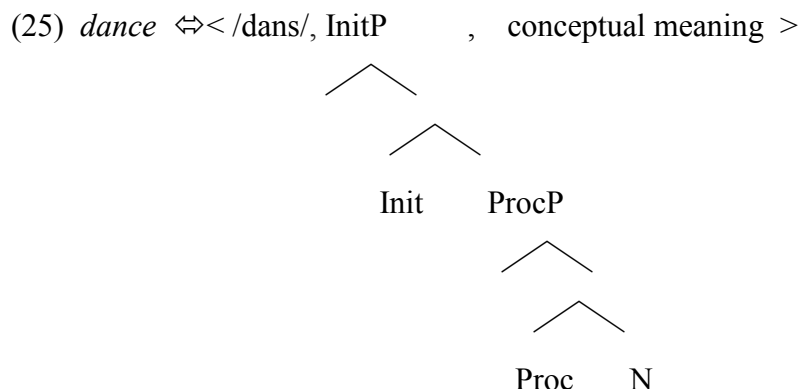 (25) dance ⇔< /dans/, InitP , conceptual meaning >
Init ProcP
Proc N